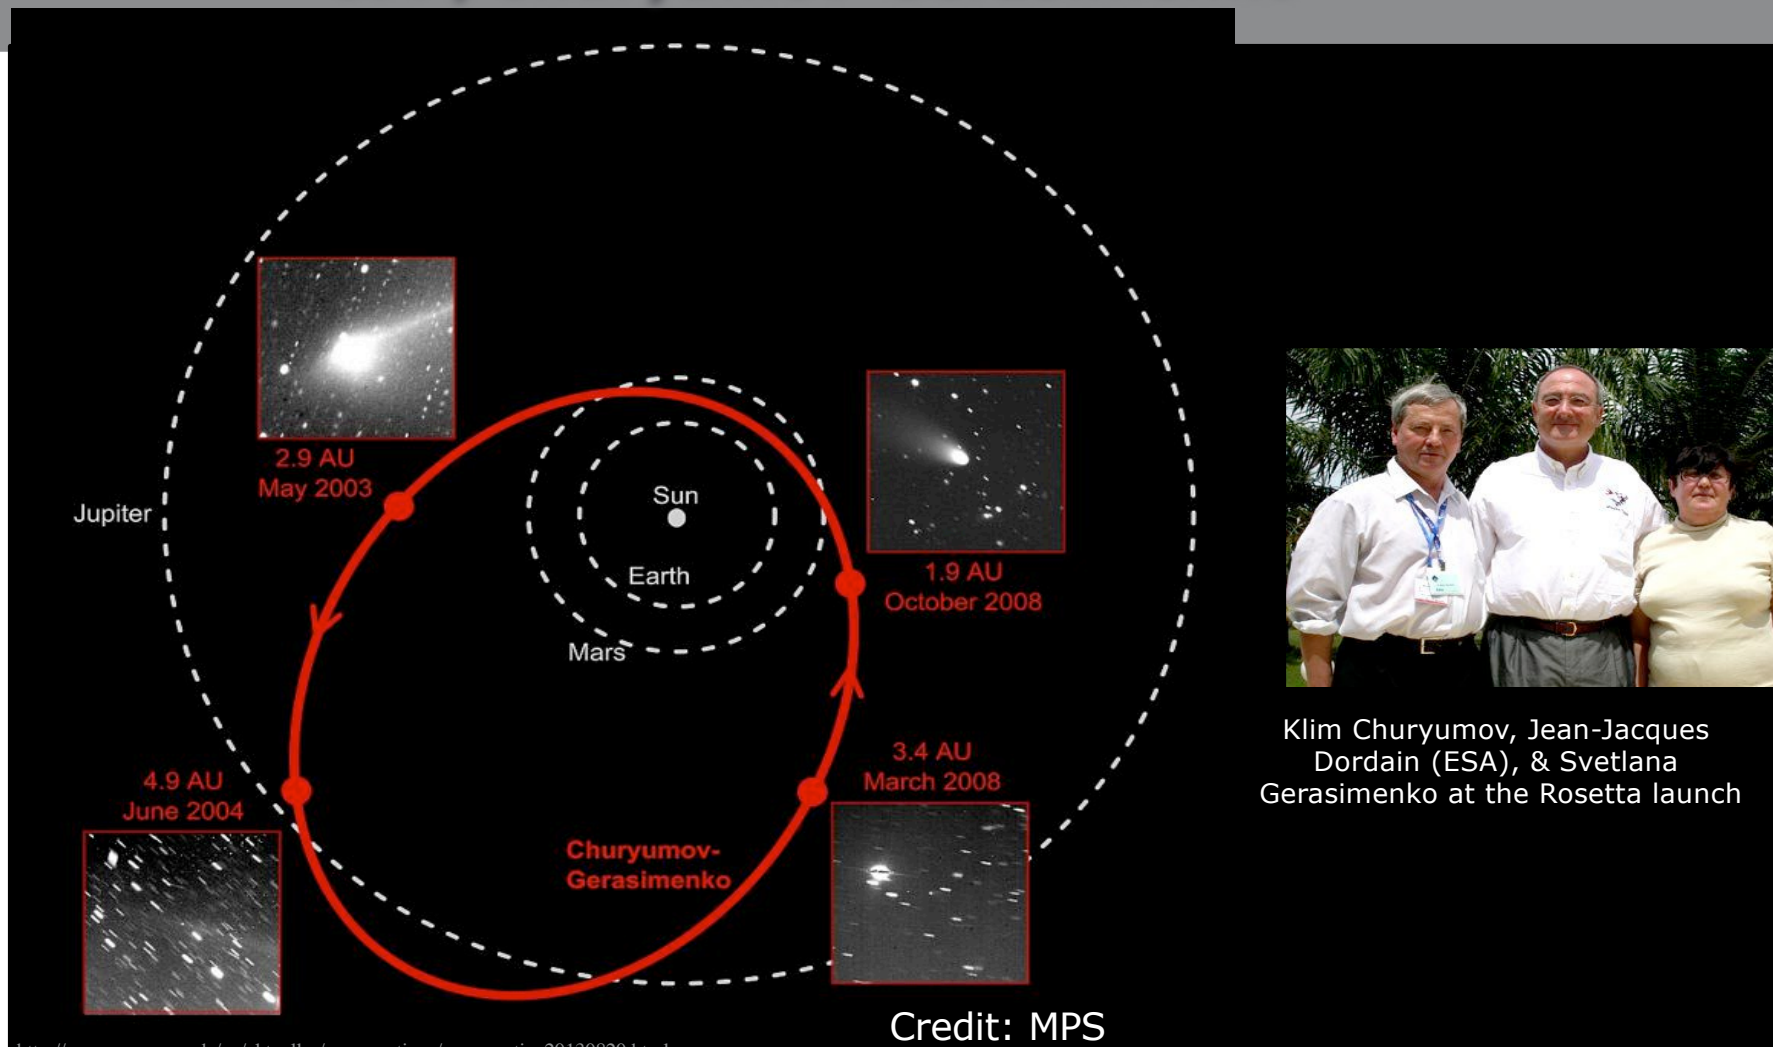 2.9 AU
May 2003
Jupiter
Sun
Earth
Mars
1.9 AU
October 2008
4.9 AU
June 2004
3.4 AU
March 2008
Churyumov-
Gerasimenko
Klim Churyumov, Jean-Jacques
Dordain (ESA), & Svetlana
Gerasimenko at the Rosetta launch
Credit: MPS